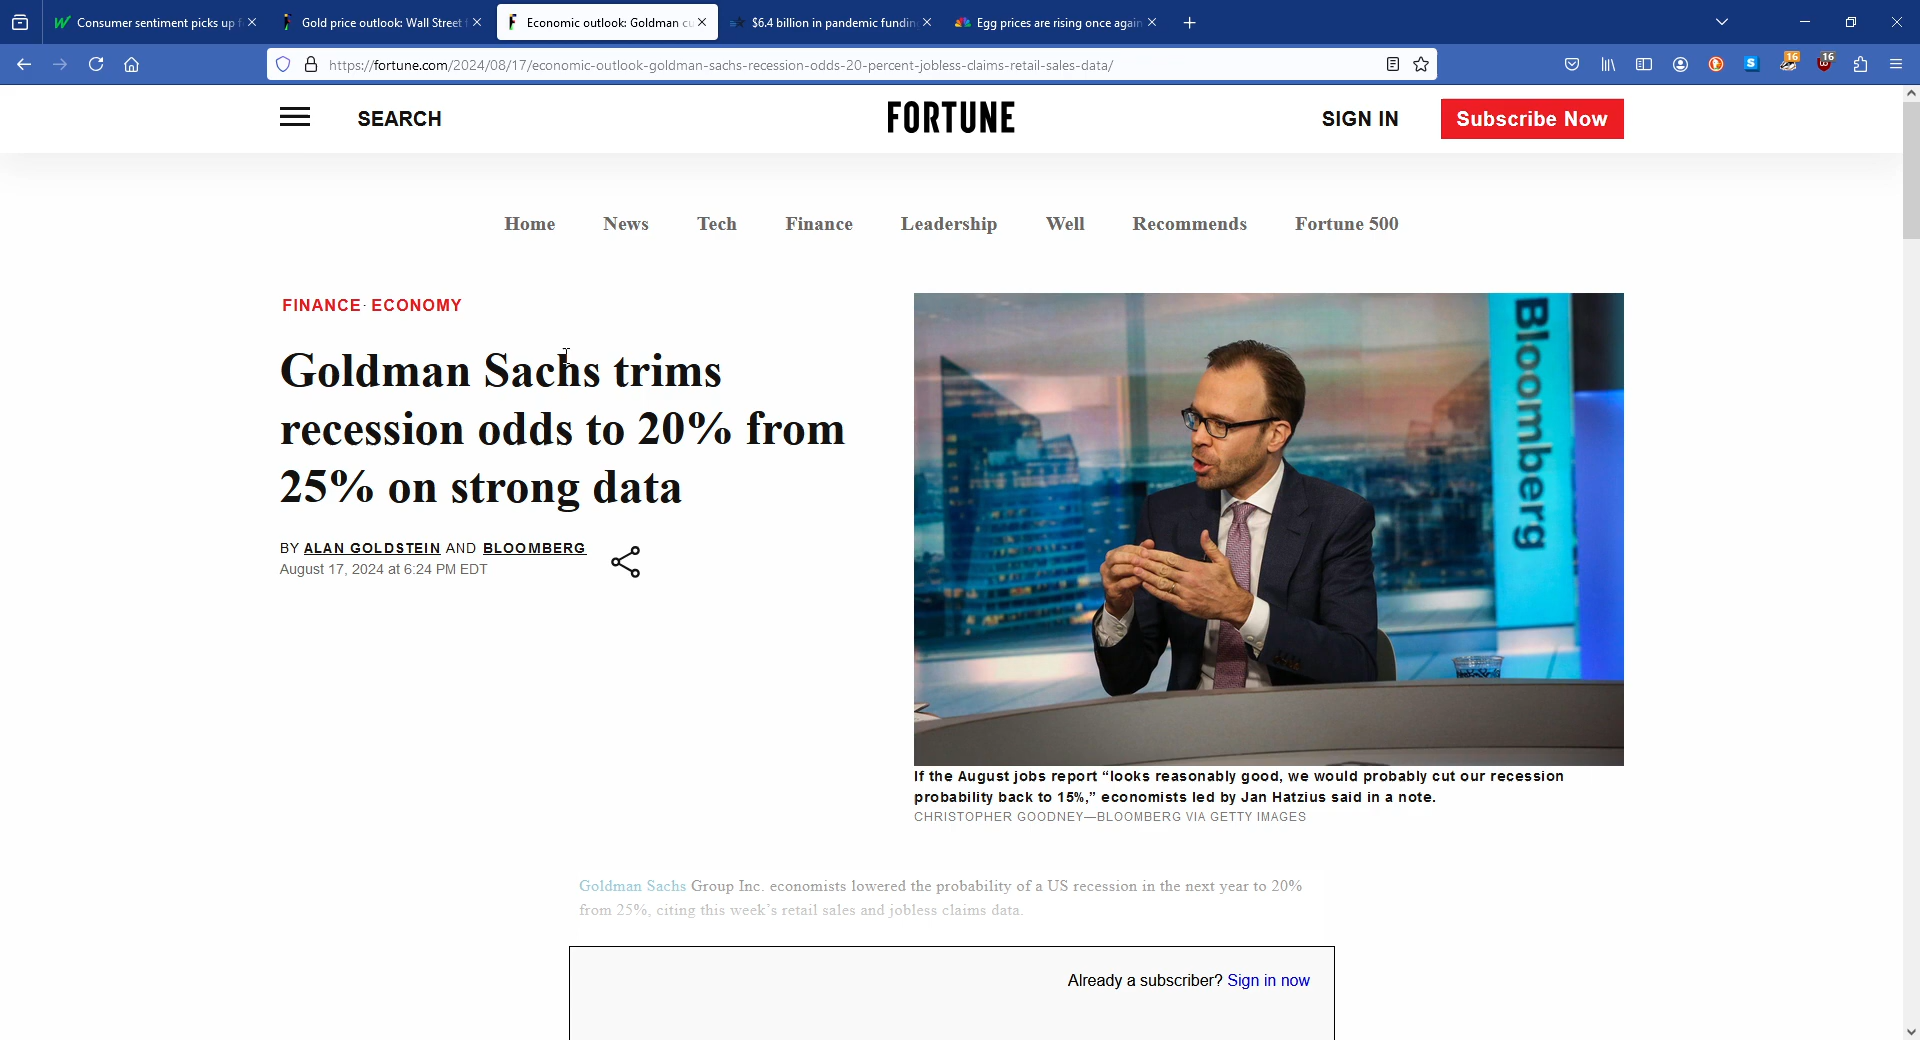 Consumer sentiment picks up f
Gold price outlook: Wall Street
Economic outlook: Goldman cu
$6.4 billion in pandemic fundin
Egg prices are rising once again
https://fortune.com/2024/08/17/economic-outlook-goldman-sachs-recession-odds-20-percent-jobless-claims-retail-sales-data/
16
16
SEARCH
FORTUNE
SIGN IN
Subscribe Now
Home
News
Tech
Finance
Leadership
Well
Recommends
Fortune 500
FINANCE· ECONOMY
Goldman Sachs trims
recession odds to 20% from
25% on strong data
BY ALAN GOLDSTEIN AND BLOOMBERG
August 17, 2024 at 6:24 PM EDT
Bloomberg
If the August jobs report “looks reasonably good, we would probably cut our recession
probability back to 15%,” economists led by Jan Hatzius said in a note.
CHRISTOPHER GOODNEY—BLOOMBERG VIA GETTY IMAGES
Goldman Sachs Group Inc. economists lowered the probability of a US recession in the next year to 20%
from 25%, citing this week’s retail sales and jobless claims data.
Already a subscriber? Sign in now